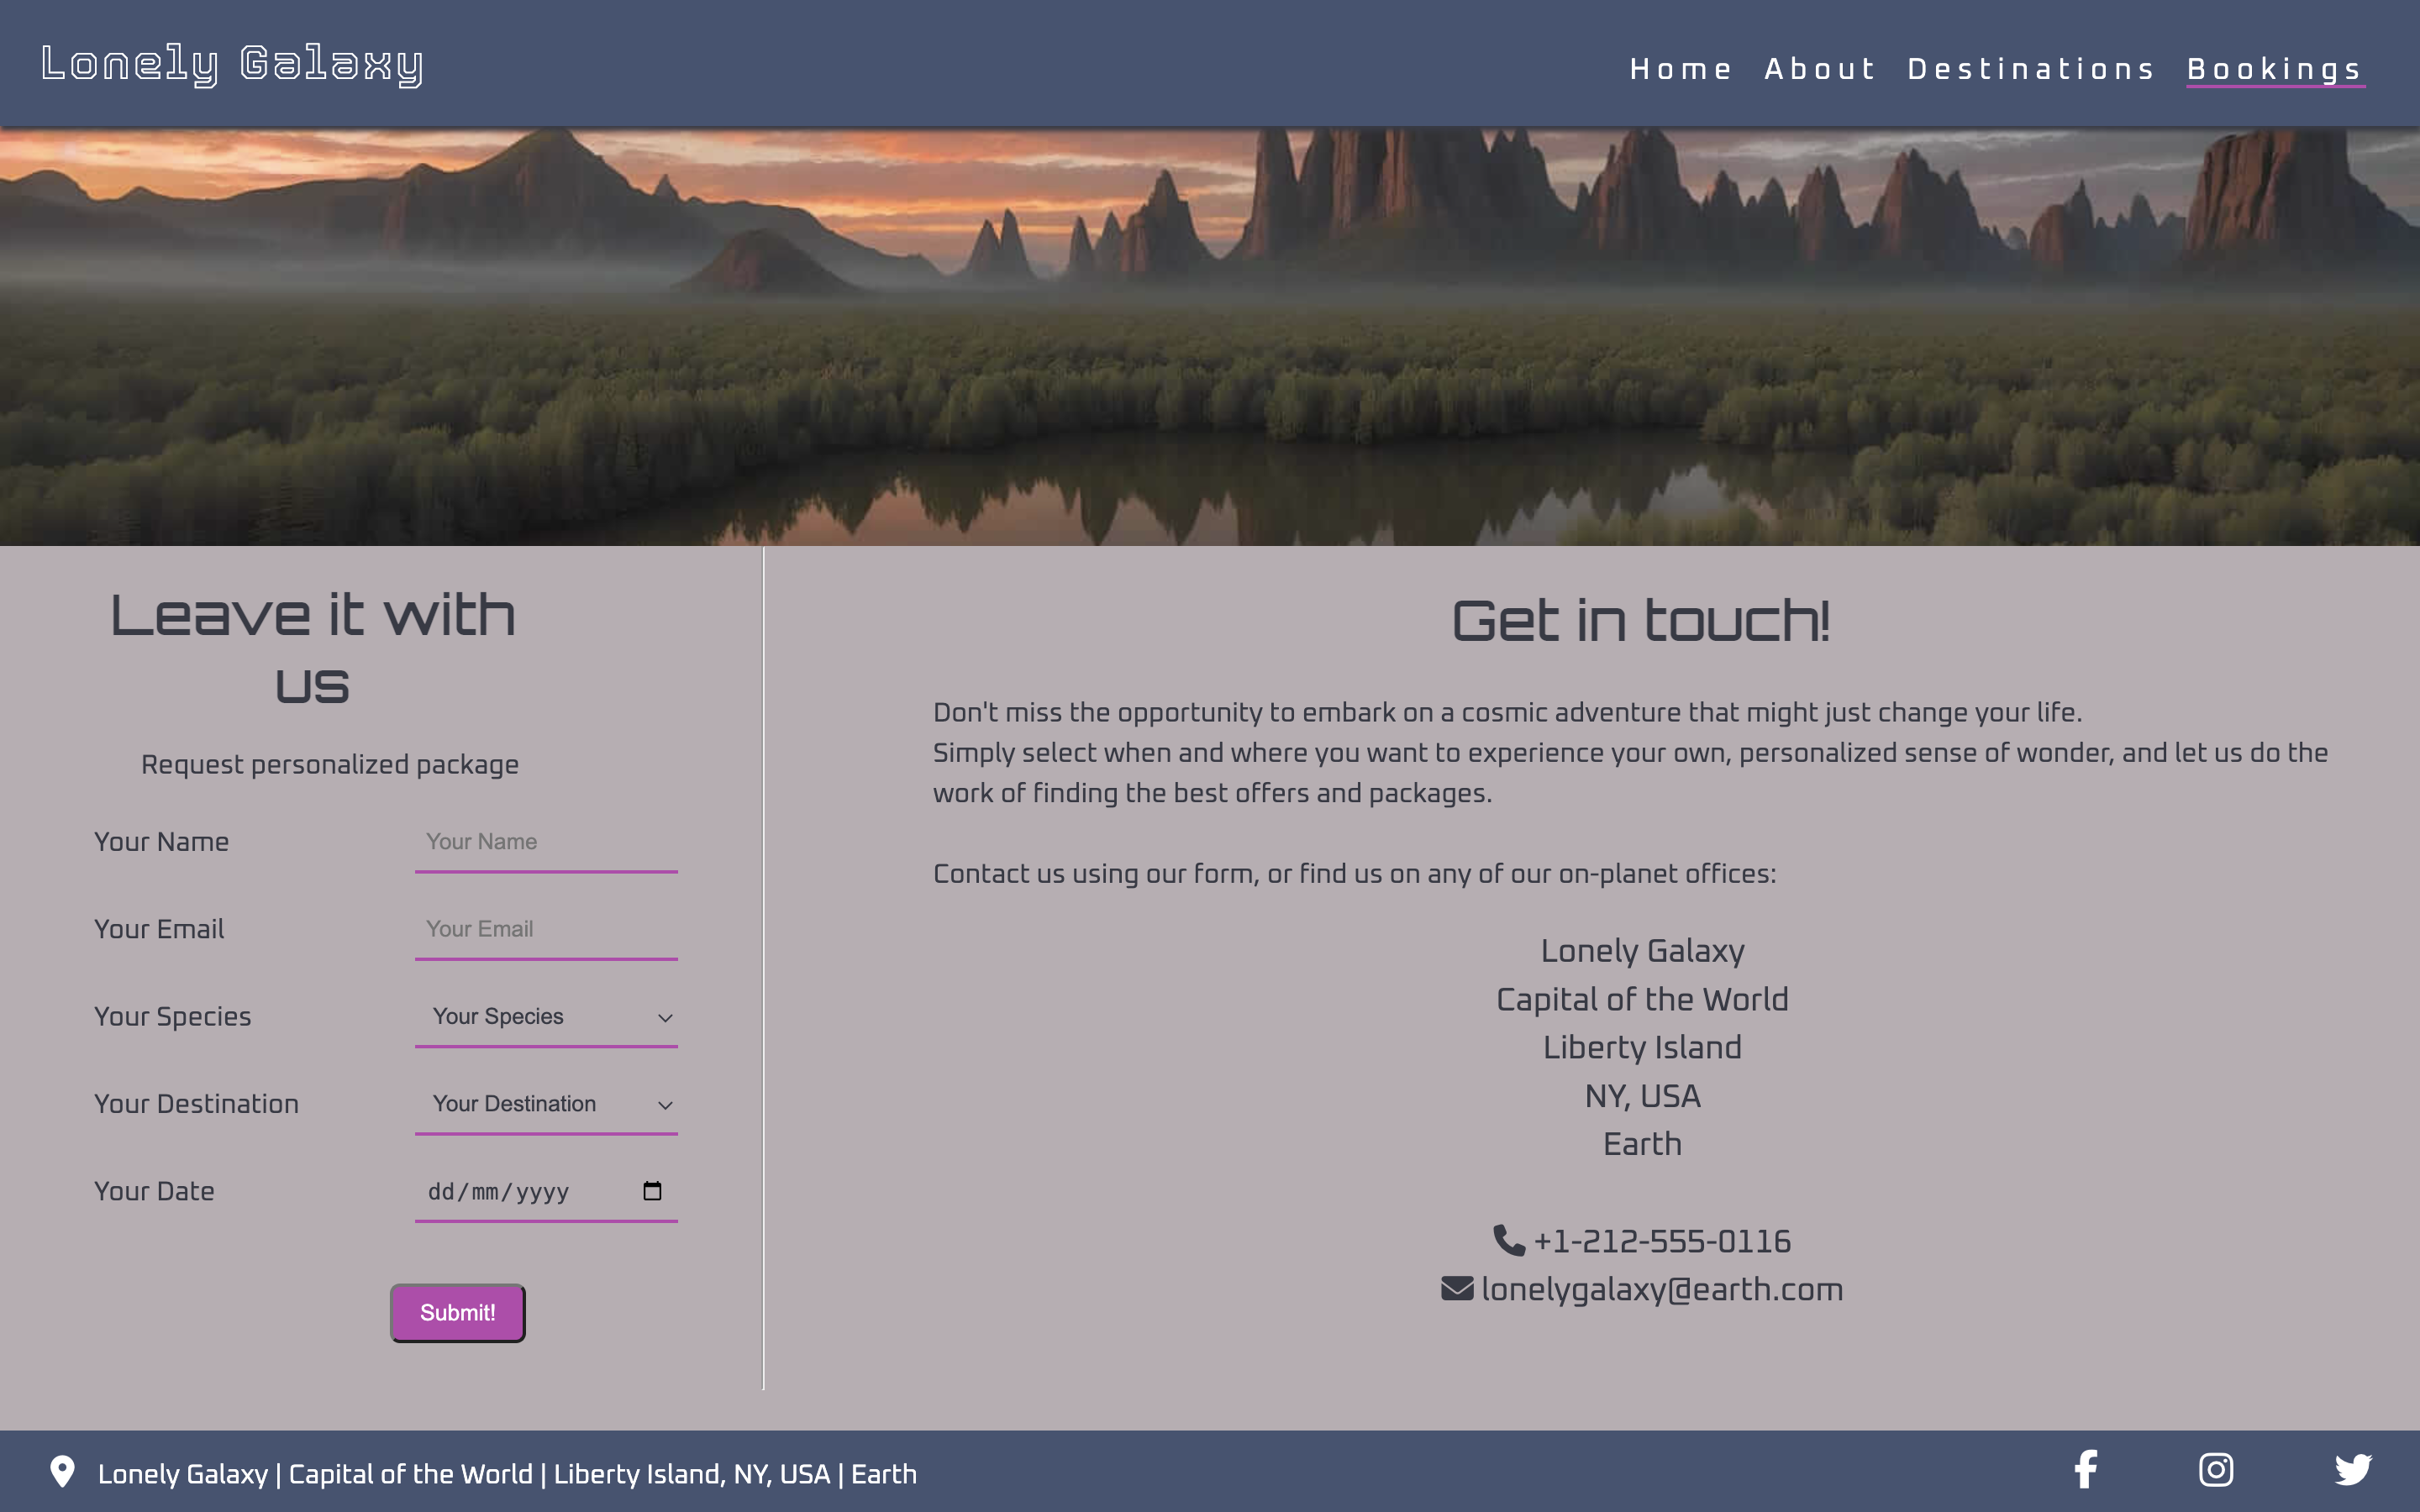 Lonely Galaxy
Home About Destinations Bookings
Leave it with
us
Request personalized package
Your Name
Your Name
Your Email
Your Email
Your Species
Your Species
Your Destination
Your Destination
Your Date
dd/mm/yyyy
Submit!
Get in touch!
Don't miss the opportunity to embark on a cosmic adventure that might just change your life.
Simply select when and where you want to experience your own, personalized sense of wonder, and let us do the
work of finding the best offers and packages.
Contact us using our form, or find us on any of our on-planet offices:
Lonely Galaxy
Capital of the World
Liberty Island
NY, USA
Earth
+1-212-555-0116
lonelygalaxy@earth.com
Lonely Galaxy | Capital of the World | Liberty Island, NY, USA | Earth